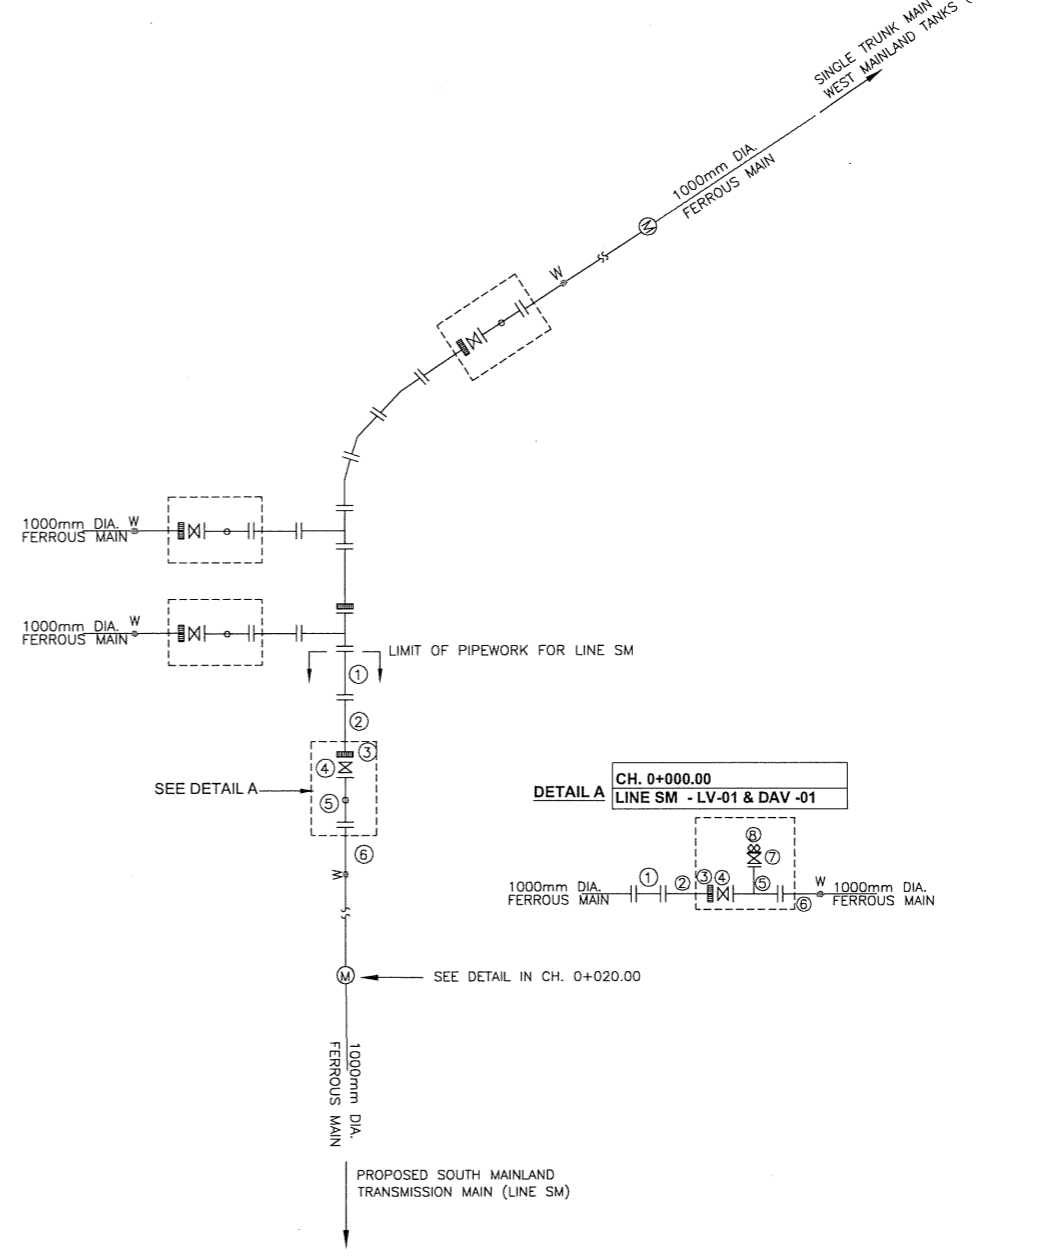 SINGLE TRUNK MAIN
WEST MAINLAND TANKS (
1000mm DIA.
FERROUS MAIN
M
W
1000mm DIA. W
FERROUS MAIN
1000mm DIA. W
FERROUS MAIN
LIMIT OF PIPEWORK FOR LINE SM
1
2
3
4
SEE DETAIL A
5
6
W
M
SEE DETAIL IN CH. 0+020.00
1000mm DIA.
FERROUS MAIN
PROPOSED SOUTH MAINLAND
TRANSMISSION MAIN (LINE SM)
DETAIL A
CH. 0+000.00
LINE SM - LV-01 & DAV -01
8
7
1000mm DIA.
FERROUS MAIN
1
2
3
4
5
6
W
1000mm DIA.
FERROUS MAIN